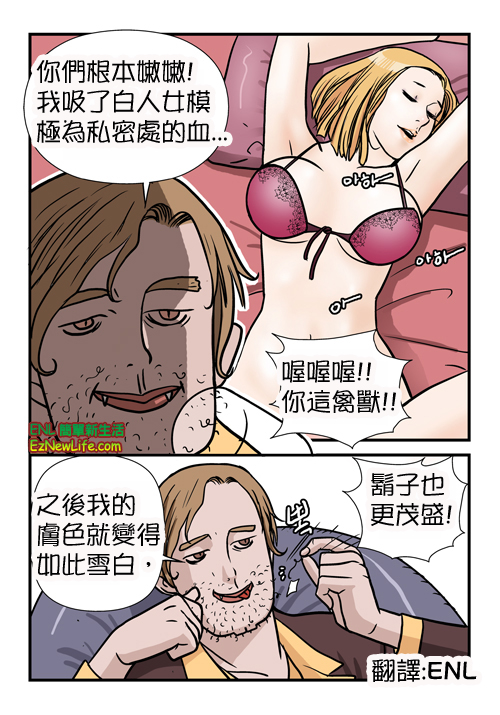 你們根本嫩嫩!
我吸了白人女模
極為私密處的血...
아하~
아하~
아~
喔喔喔!!
你這禽獸!!
ENL 簡單新生活
EzNewLife.com
之後我的
膚色就變得
如此雪白，
뽁
鬍子也
更茂盛!
翻譯:ENL